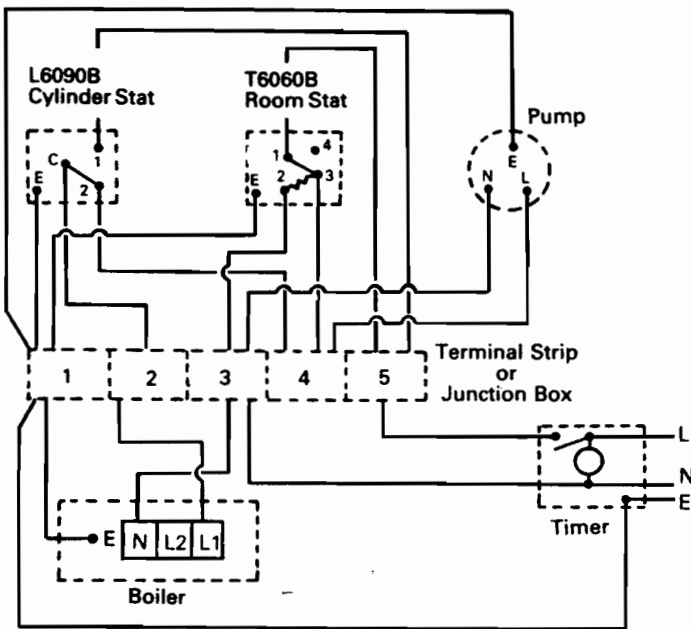 L6090B
Cylinder Stat
T6060B
Room Stat
Pump
E
C
1
2
E
1
4
2
3
E
N
L
1
2
3
4
5
Terminal Strip
or
Junction Box
L
N
E
Timer
E
N
L2
L1
Boiler